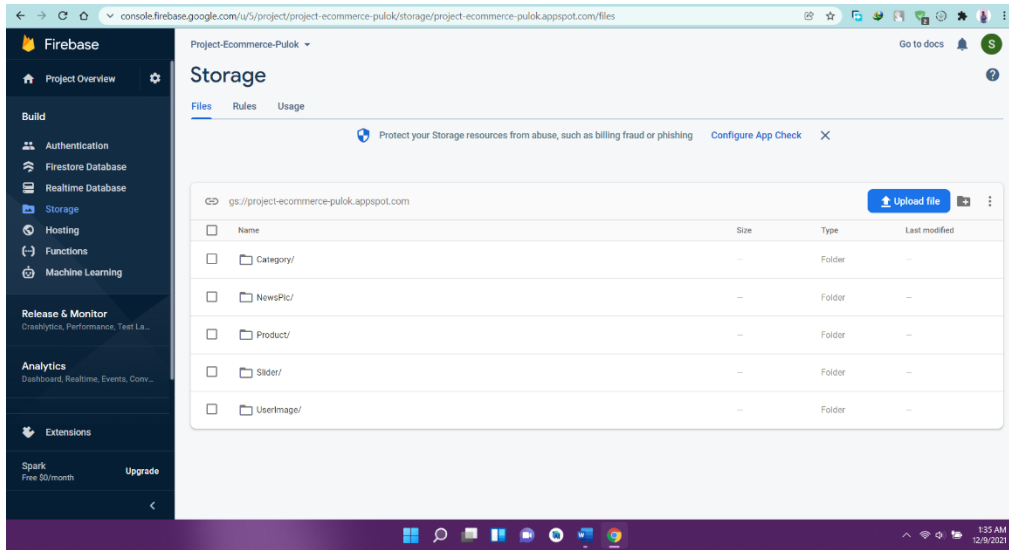 console.firebase.google.com/u/5/project/project-ecommerce-pulok/storage/project-ecommerce-pulok.appspot.com/files
Firebase
Project-Ecommerce-Pulok
Go to docs
S
Project Overview
Storage
Files Rules Usage
Build
Protect your Storage resources from abuse, such as billing fraud or phishing Configure App Check
Authentication
Firestore Database
Realtime Database
Storage
Hosting
Functions
Machine Learning
gs://project-ecommerce-pulok.appspot.com
Upload file
Name Size Type Last modified
Category/ — Folder —
NewsPic/ — Folder —
Product/ — Folder —
Slider/ — Folder —
UserImage/ — Folder —
Release & Monitor
Crashlytics, Performance, Test La...
Analytics
Dashboard, Realtime, Events, Conv...
Extensions
Spark
Free $0/month
Upgrade
1:35 AM
12/9/2021